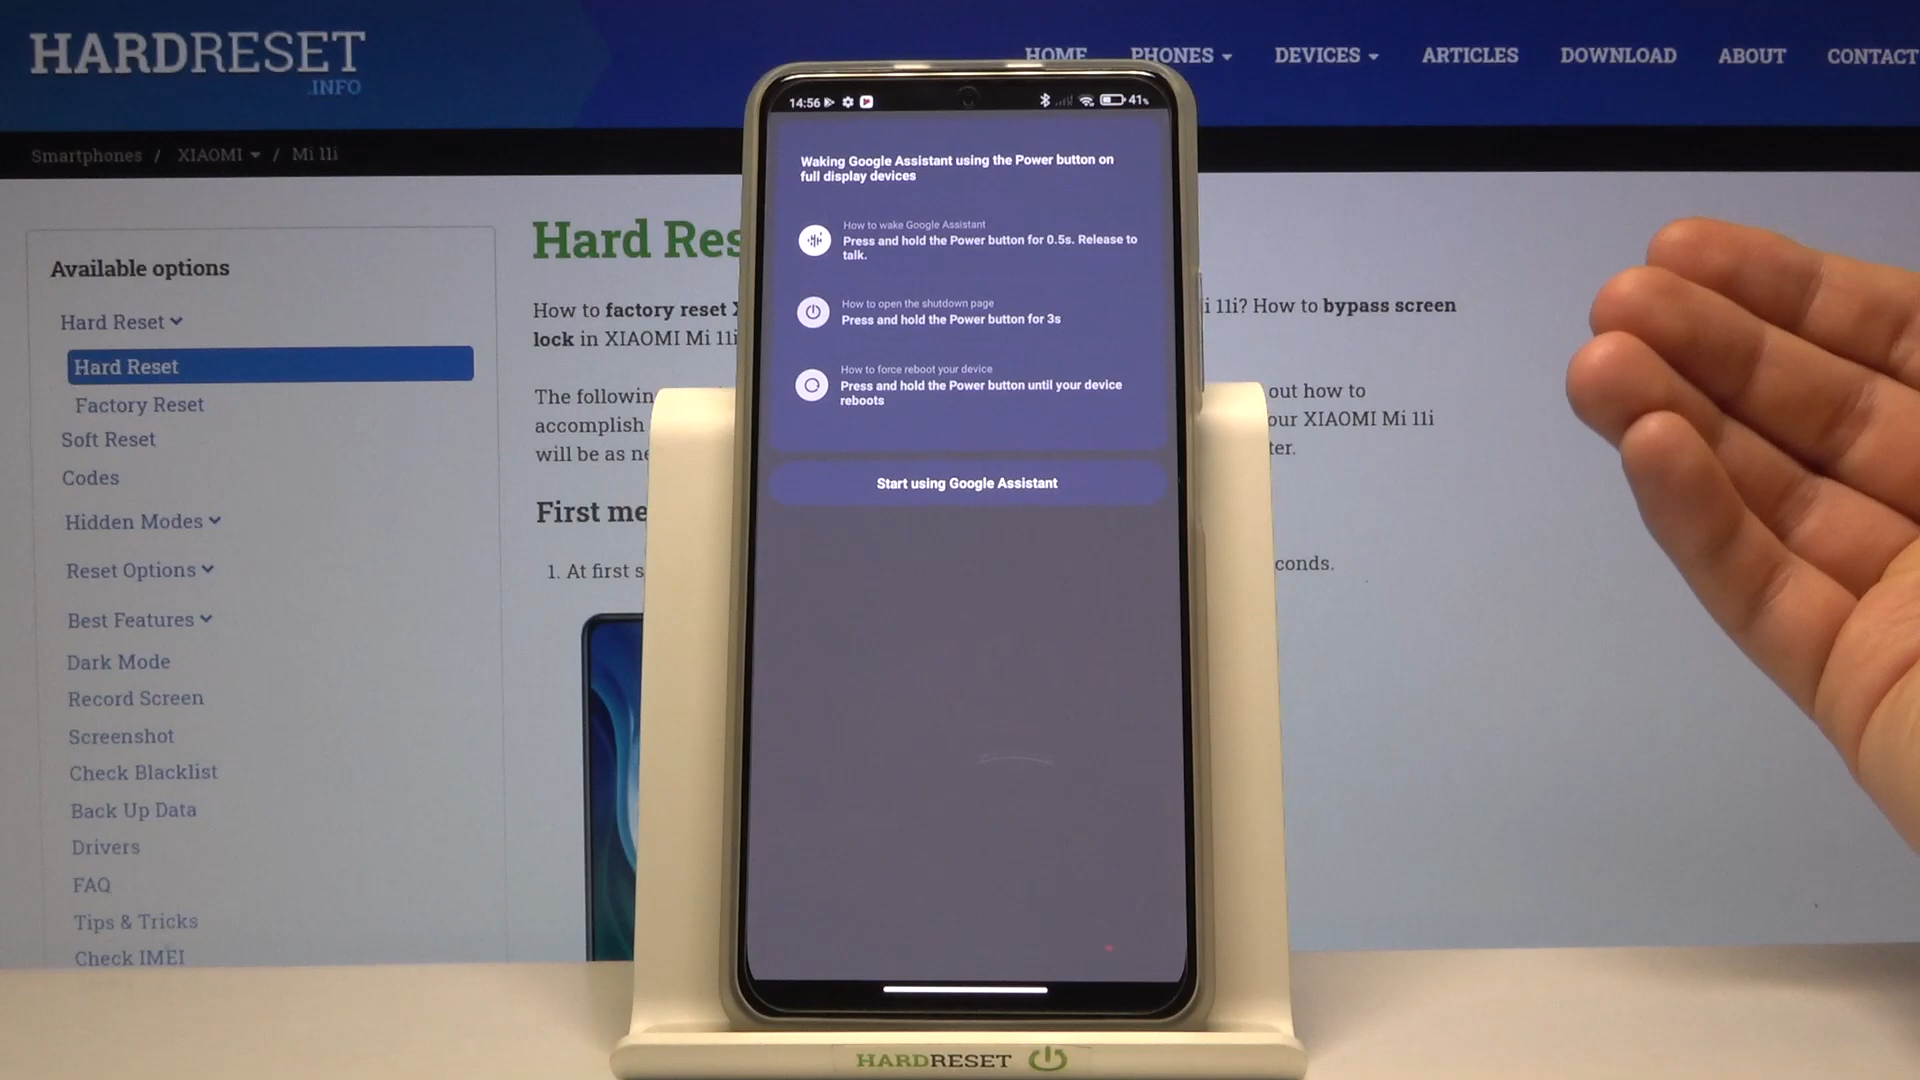 HARDRESET
.INFO
HOME PHONES DEVICES ARTICLES DOWNLOAD ABOUT CONTACT
Smartphones / XIAOMI / Mi 11i
Available options
Hard Reset
Hard Reset
Factory Reset
Soft Reset
Codes
Hidden Modes
Reset Options
Best Features
Dark Mode
Record Screen
Screenshot
Check Blacklist
Back Up Data
Drivers
FAQ
Tips & Tricks
Check IMEI
Hard Res
How to factory reset X
i 11i? How to bypass screen
lock in XIAOMI Mi 11i
The followin
out how to
accomplish
our XIAOMI Mi 11i
will be as ne
ter.
First me
1. At first s
conds.
14:56 41%
Waking Google Assistant using the Power button on
full display devices
How to wake Google Assistant
Press and hold the Power button for 0.5s. Release to
talk.
How to open the shutdown page
Press and hold the Power button for 3s
How to force reboot your device
Press and hold the Power button until your device
reboots
Start using Google Assistant
HARDRESET